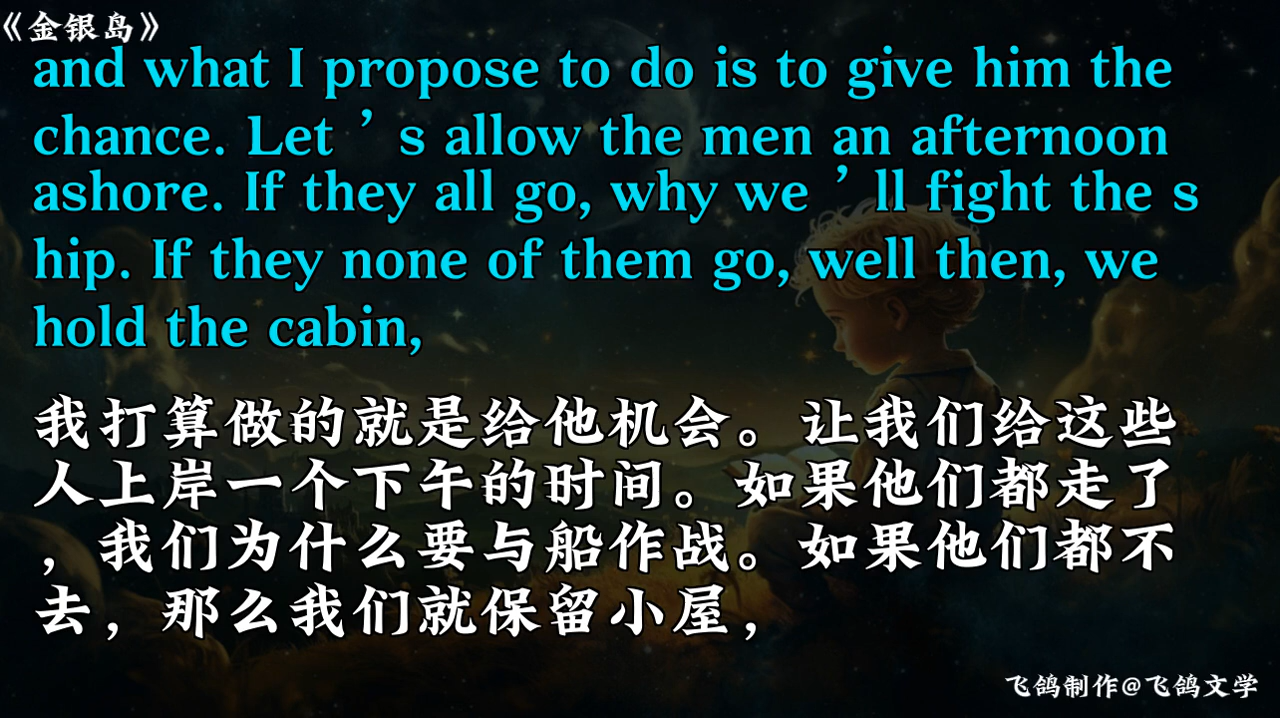 《金银岛》
and what I propose to do is to give him the
chance. Let ’ s allow the men an afternoon
ashore. If they all go, why we ’ ll fight the s
hip. If they none of them go, well then, we
hold the cabin,
我打算做的就是给他机会。让我们给这些
人上岸一个下午的时间。如果他们都走了
，我们为什么要与船作战。如果他们都不
去，那么我们就保留小屋，
飞鸽制作@飞鸽文学